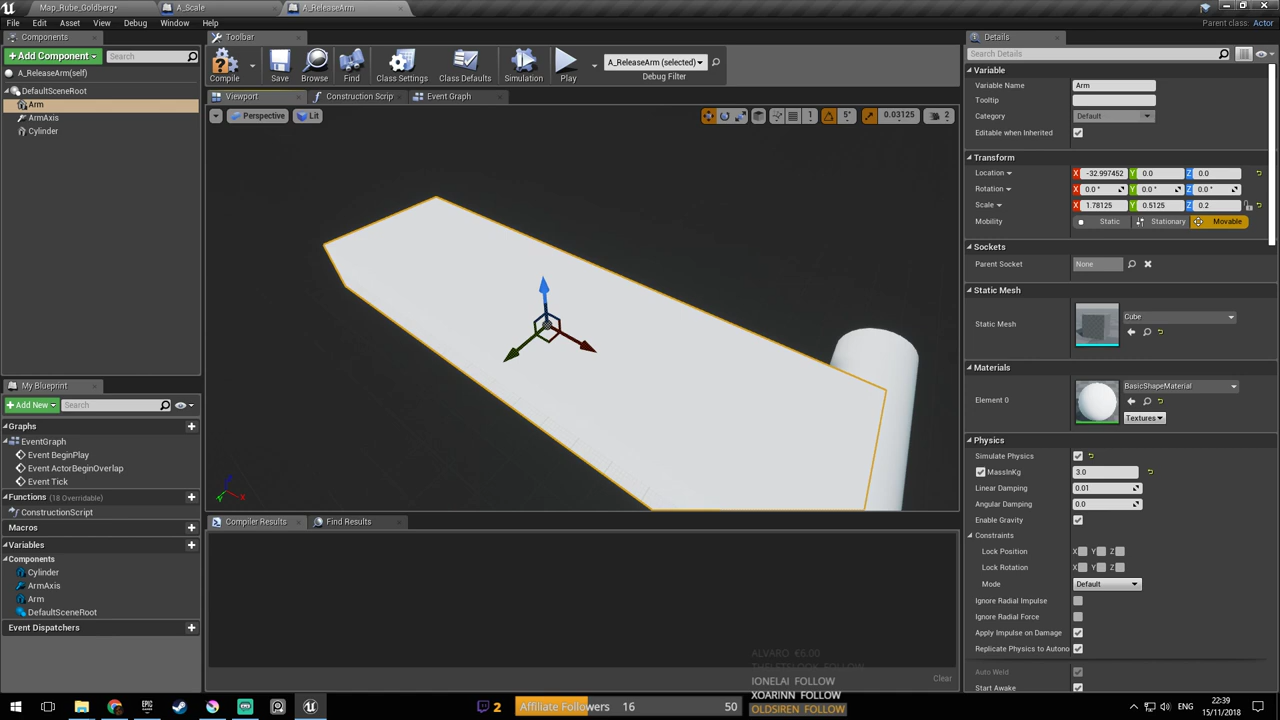 Map_Rube_Goldberg*
A_Scale
A_ReleaseArm
File Edit Asset View Debug Window Help
Parent class: Actor
Components
Toolbar
Details
Add Component
Search
Search Details
A_ReleaseArm(self)
DefaultSceneRoot
Arm
ArmAxis
Cylinder
Compile Save Browse Find Class Settings Class Defaults Simulation Play
A_ReleaseArm (selected)
Debug Filter
Viewport Construction Scrip Event Graph
Perspective Lit
1 5° 0.03125 2
Variable
Variable Name Arm
Tooltip
Category Default
Editable when Inherited
Transform
Location X -32.997452 Y 0.0 Z 0.0
Rotation X 0.0 ° Y 0.0 ° Z 0.0 °
Scale X 1.78125 Y 0.5125 Z 0.2
Mobility Static Stationary Movable
Sockets
Parent Socket None
Static Mesh
Static Mesh Cube
Materials
Element 0 BasicShapeMaterial
Textures
Physics
Simulate Physics
MassInKg 3.0
Linear Damping 0.01
Angular Damping 0.0
Enable Gravity
Constraints
Lock Position X Y Z
Lock Rotation X Y Z
Mode Default
Ignore Radial Impulse
Ignore Radial Force
Apply Impulse on Damage
Replicate Physics to Autono
Auto Weld
Start Awake
My Blueprint
Add New
Search
Graphs
EventGraph
Event BeginPlay
Event ActorBeginOverlap
Event Tick
Functions (18 Overridable)
ConstructionScript
Macros
Variables
Components
Cylinder
ArmAxis
Arm
DefaultSceneRoot
Event Dispatchers
Z
Y X
Compiler Results Find Results
Clear
ALVARO €6.00
IONELAI FOLLOW
XOARINN FOLLOW
OLDSIREN FOLLOW
2 Affiliate Followers 16 50
22:39
15/11/2018